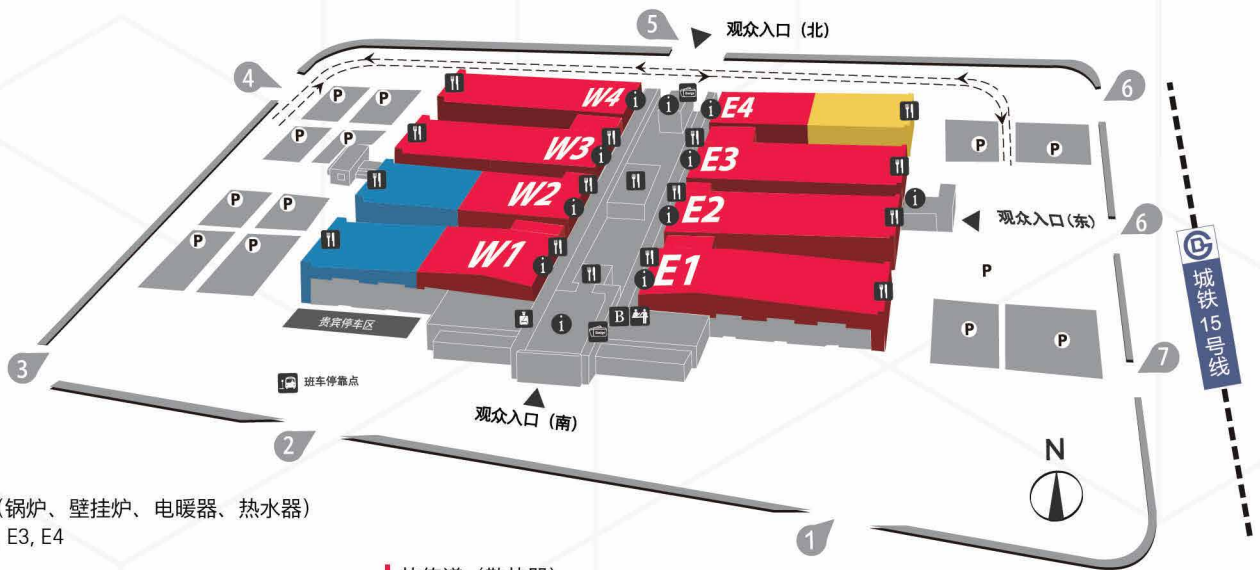 5
观众入口（北）
4
6
W4
E4
W3
E3
W2
E2
W1
E1
P
P
P
P
P
P
P
P
P
P
P
P
P
i
i
i
i
i
i
i
i
i
i
i
i
B
观众入口(东)
6
城铁15号线
贵宾停车区
班车停靠点
观众入口（南）
3
7
2
N
1
（锅炉、壁挂炉、电暖器、热水器）
E3, E4